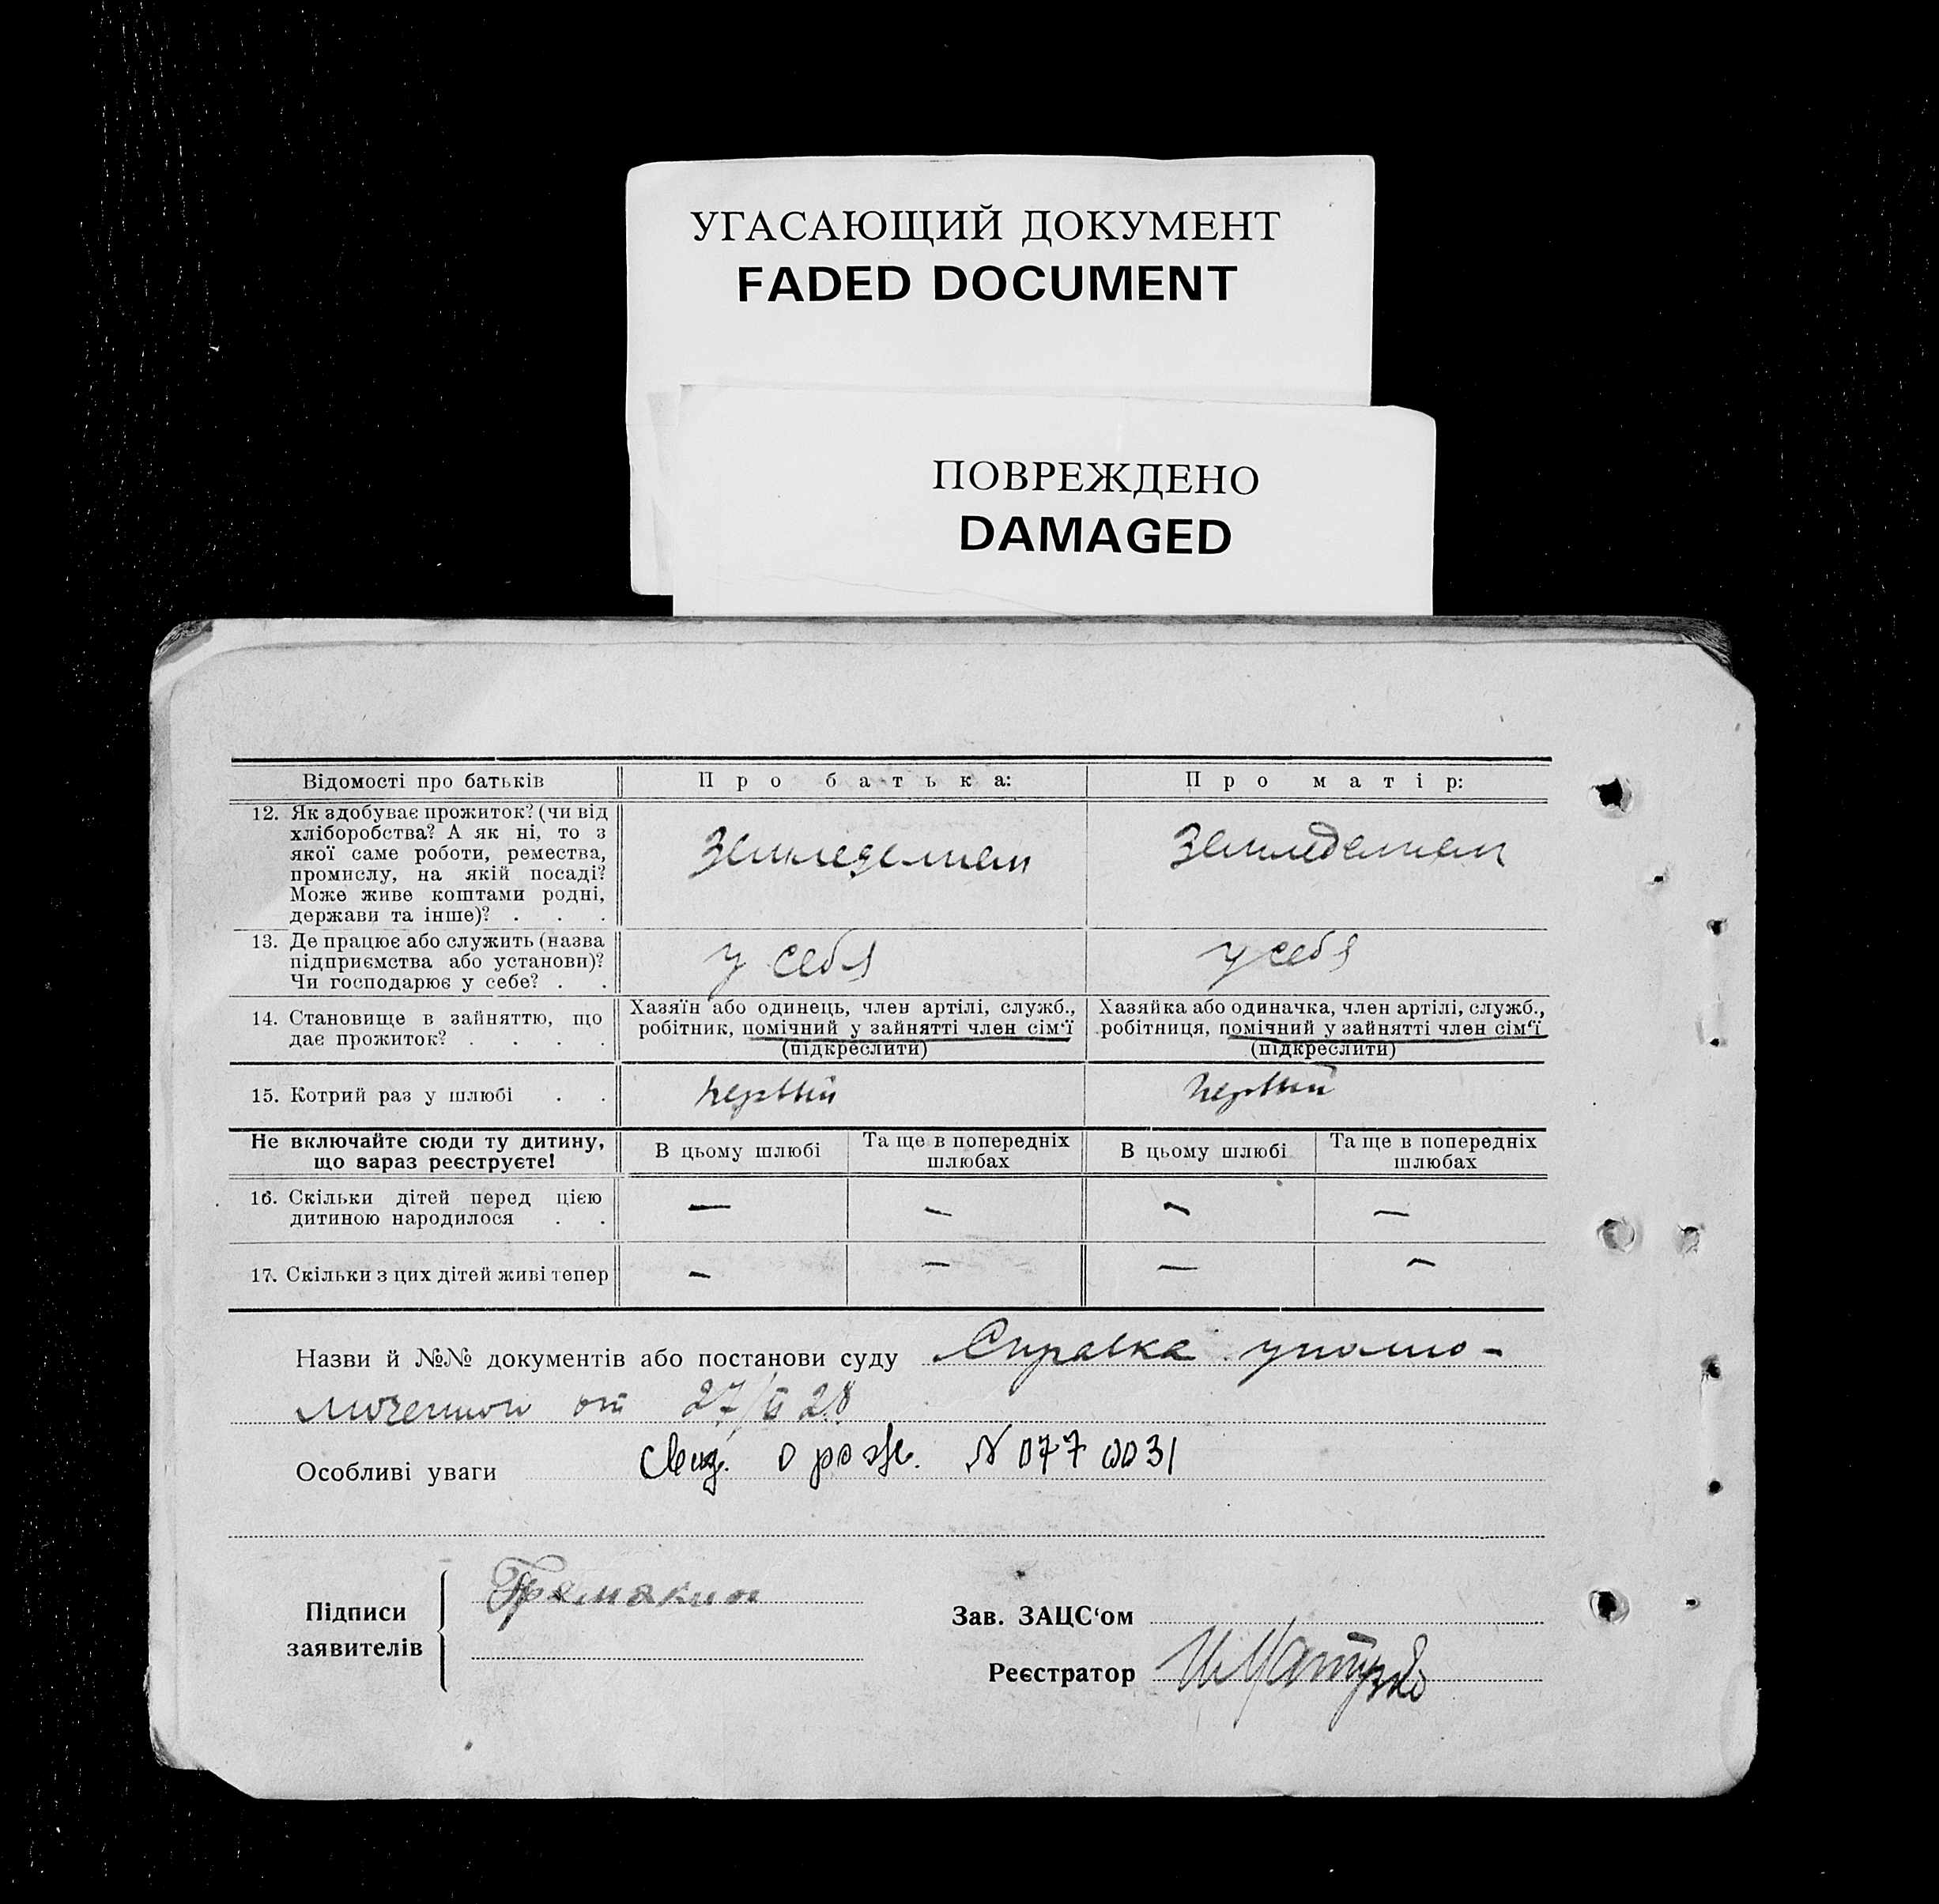 УГАСАЮЩИЙ ДОКУМЕНТ
FADED DOCUMENT
ПОВРЕЖДЕНО
DAMAGED
Відомості про батьків
Про батька:
Про матір:
12. Як здобуває прожиток? (чи від
хліборобства? А як ні, то з
якої саме роботи, ремества,
промислу, на якій посаді?
Може живе коштами родні,
держави та інше)? . . .
Земледелием
Земледелием
13. Де працює або служить (назва
підприємства або установи)?
Чи господарює у себе? . .
у себя
у себя
14. Становище в зайняттю, що
дає прожиток? . . . .
Хазяїн або одинець, член артілі, служб.,
робітник, помічний у зайнятті член сім‘ї
(підкреслити)
Хазяйка або одиначка, член артілі, служб.,
робітниця, помічний у зайнятті член сім‘ї
(підкреслити)
15. Котрий раз у шлюбі . .
первый
первый
Не включайте сюди ту дитину,
що зараз реєструєте!
В цьому шлюбі
Та ще в попередніх
шлюбах
В цьому шлюбі
Та ще в попередніх
шлюбах
16. Скільки дітей перед цією
дитиною народилося . .
— — — —
17. Скільки з цих дітей живі тепер
— — — —
Назви й №№ документів або постанови суду Справка уполно-
моченной от 27/II 28
Особливі уваги свид. о рож. N 077 0031
Підписи
заявителів
Зав. ЗАЦС‘ом
Реєстратор